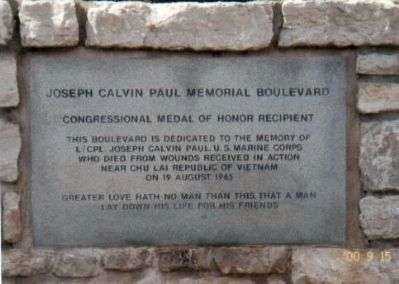 JOSEPH CALVIN PAUL MEMORIAL BOULEVARD
CONGRESSIONAL MEDAL OF HONOR RECIPIENT
THIS BOULEVARD IS DEDICATED TO THE MEMORY OF
L/CPL. JOSEPH CALVIN PAUL, U.S. MARINE CORPS
WHO DIED FROM WOUNDS RECEIVED IN ACTION
NEAR CHU LAI REPUBLIC OF VIETNAM
ON 19 AUGUST 1965
GREATER LOVE HATH NO MAN THAN THIS, THAT A MAN
LAY DOWN HIS LIFE FOR HIS FRIENDS
'00 9 15